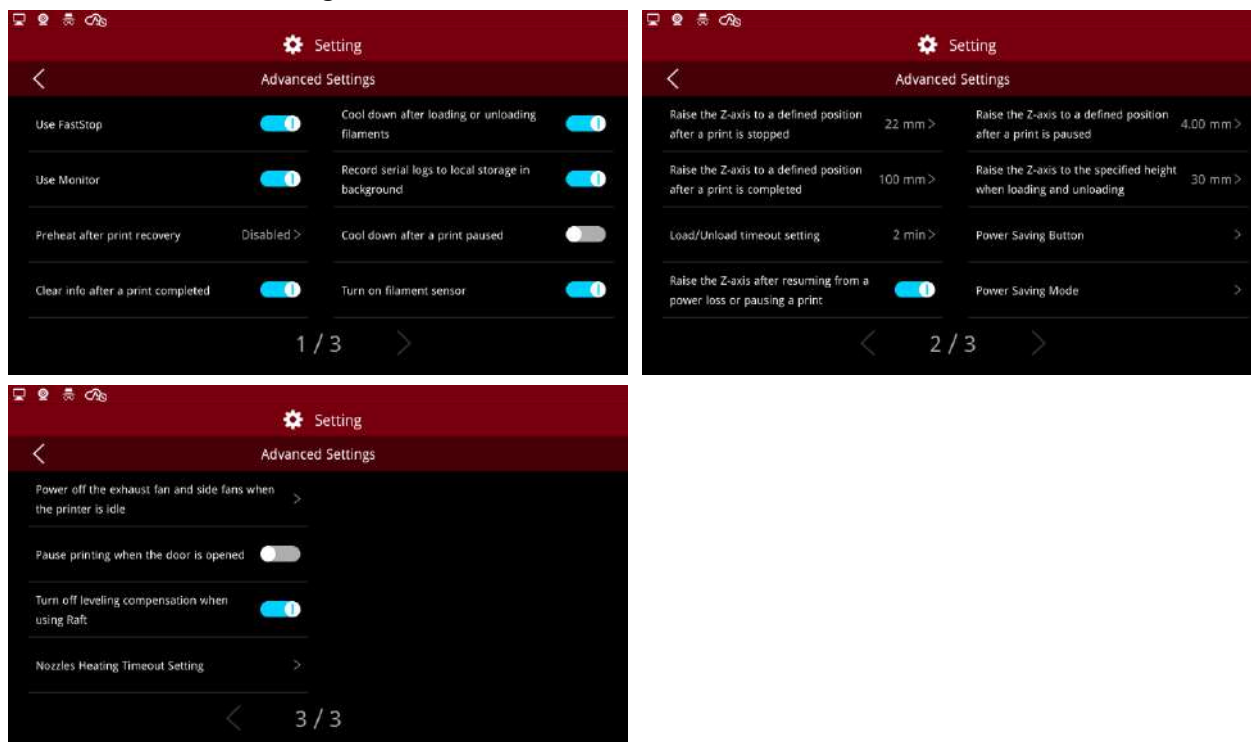 Setting
Advanced Settings
Use FastStop
Cool down after loading or unloading
filaments
Use Monitor
Record serial logs to local storage in
background
Preheat after print recovery
Disabled >
Cool down after a print paused
Clear info after a print completed
Turn on filament sensor
1 / 3 >
Setting
Advanced Settings
Raise the Z-axis to a defined position
after a print is stopped
22 mm >
Raise the Z-axis to a defined position
after a print is paused
4.00 mm >
Raise the Z-axis to a defined position
after a print is completed
100 mm >
Raise the Z-axis to the specified height
when loading and unloading
30 mm >
Load/Unload timeout setting
2 min >
Power Saving Button >
Raise the Z-axis after resuming from a
power loss or pausing a print
Power Saving Mode >
< 2 / 3 >
Setting
Advanced Settings
Power off the exhaust fan and side fans when
the printer is idle >
Pause printing when the door is opened
Turn off leveling compensation when
using Raft
Nozzles Heating Timeout Setting >
< 3 / 3